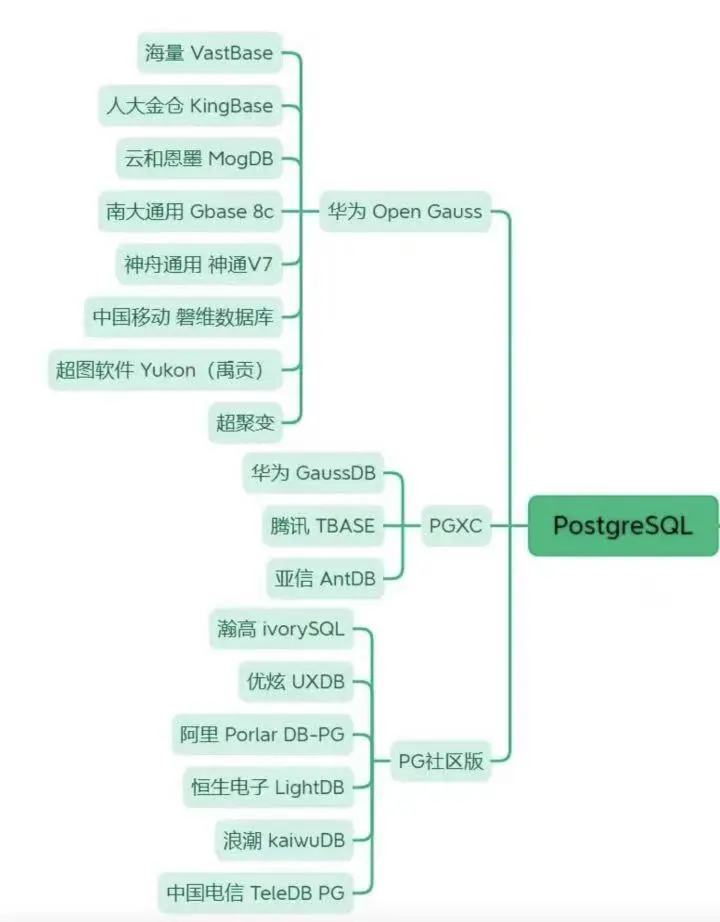 海量 VastBase
人大金仓 KingBase
云和恩墨 MogDB
南大通用 Gbase 8c
华为 Open Gauss
神舟通用 神通V7
中国移动 磐维数据库
超图软件 Yukon（禹贡）
超聚变
华为 GaussDB
腾讯 TBASE
PGXC
PostgreSQL
亚信 AntDB
瀚高 ivorySQL
优炫 UXDB
阿里 Porlar DB-PG
PG社区版
恒生电子 LightDB
浪潮 kaiwuDB
中国电信 TeleDB PG